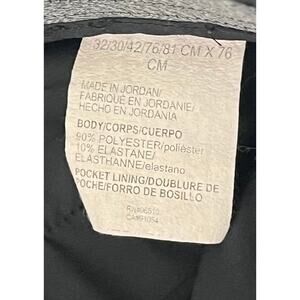 32/30/42/76/81 CM X 76
CM
MADE IN JORDAN/
FABRIQUÉ EN JORDANIE/
HECHO EN JORDANIA
BODY/CORPS/CUERPO
90% POLYESTER/poliéster
10% ELASTANE/
ELASTHANNE/elastano
POCKET LINING/DOUBLURE DE
POCHE/FORRO DE BOSILLO